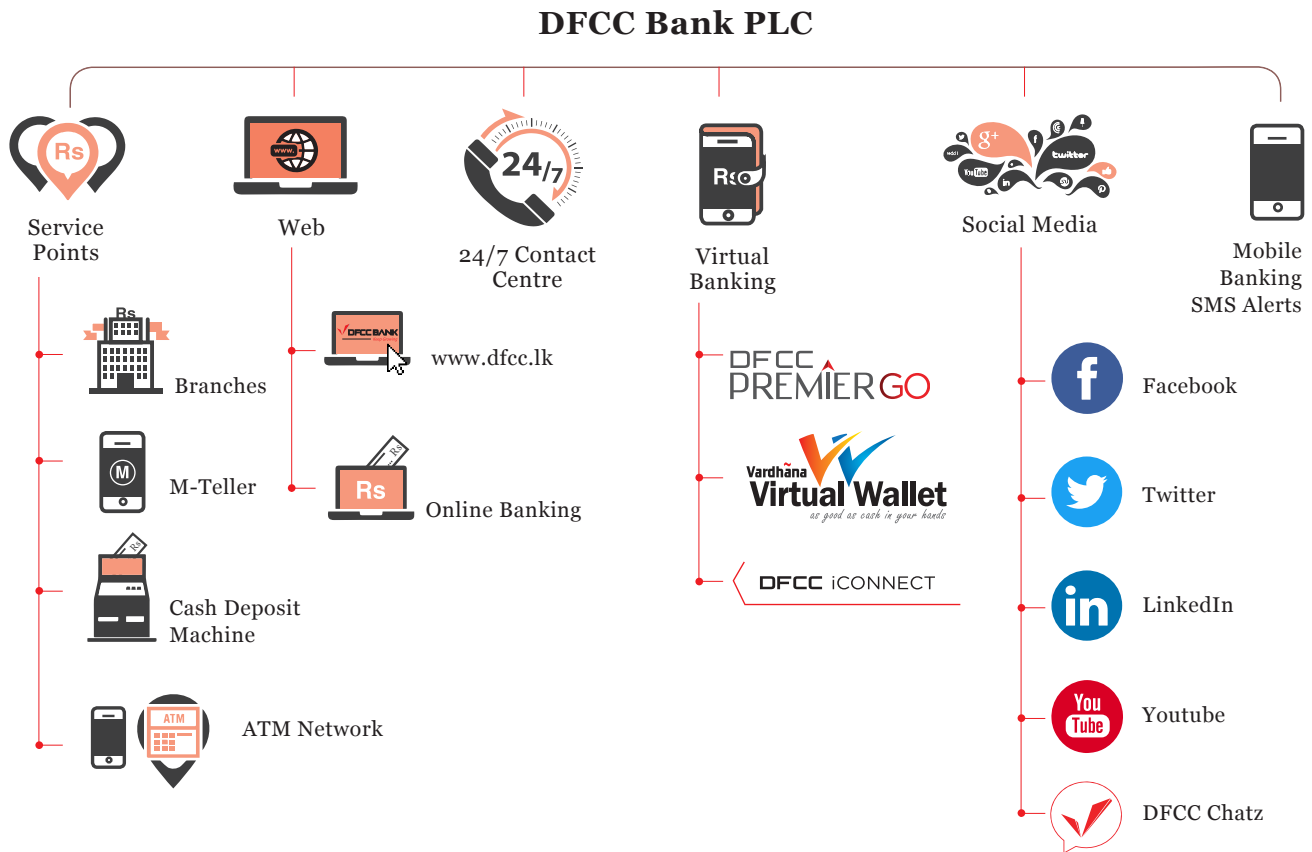 DFCC Bank PLC
Rs
Service
Points
www.
Web
24/7
24/7 Contact
Centre
Rs
Virtual
Banking
g+
twitter
You Tube
in
f
Social Media
Mobile
Banking
SMS Alerts
Rs
Branches
M
M-Teller
Rs
Cash Deposit
Machine
ATM
ATM Network
DFCC BANK
www.dfcc.lk
Rs
Rs
Online Banking
DFCC
PREMIER GO
Vardhãna
Virtual Wallet
as good as cash in your hands
DFCC iCONNECT
f
Facebook
Twitter
in
LinkedIn
You
Tube
Youtube
DFCC Chatz